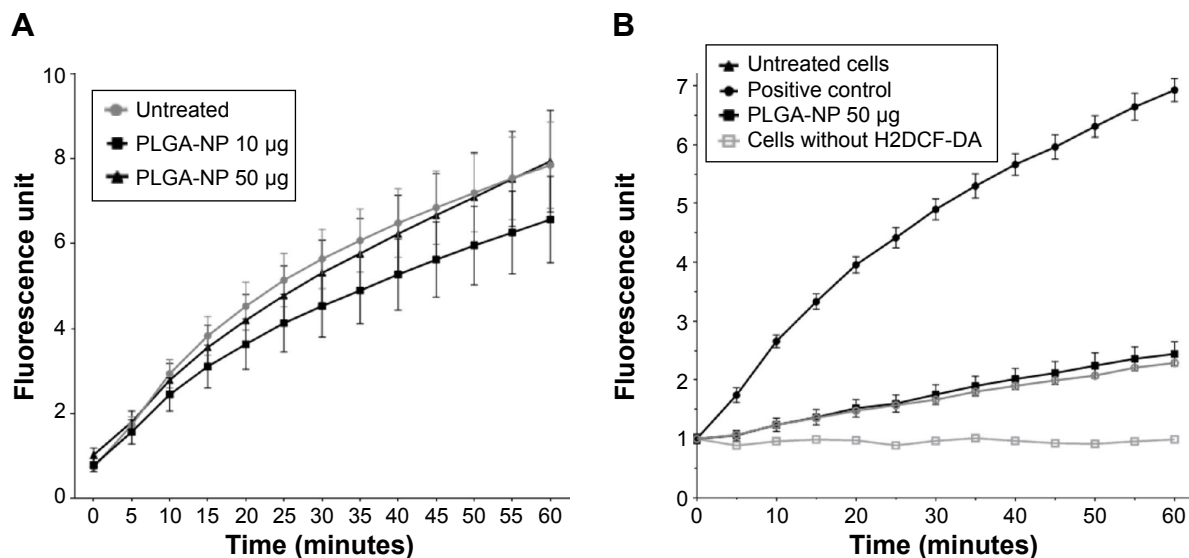 A
B
Fluorescence unit
10
8
6
4
2
0
Untreated
PLGA-NP 10 µg
PLGA-NP 50 µg
0 5 10 15 20 25 30 35 40 45 50 55 60
Time (minutes)
Fluorescence unit
7
6
5
4
3
2
1
0
Untreated cells
Positive control
PLGA-NP 50 µg
Cells without H2DCF-DA
0 10 20 30 40 50 60
Time (minutes)